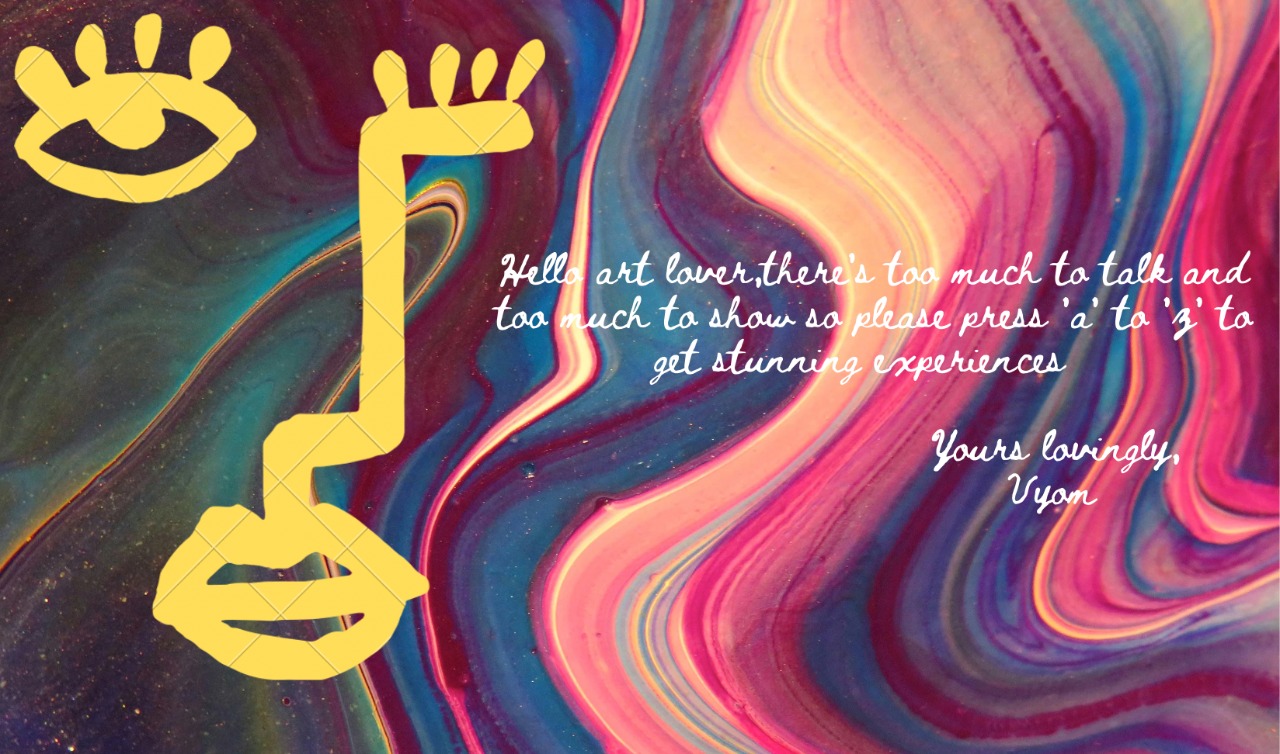 Hello art lover,there's too much to talk and
too much to show so please press 'a' to 'z' to
get stunning experiences
Yours lovingly,
Vyom